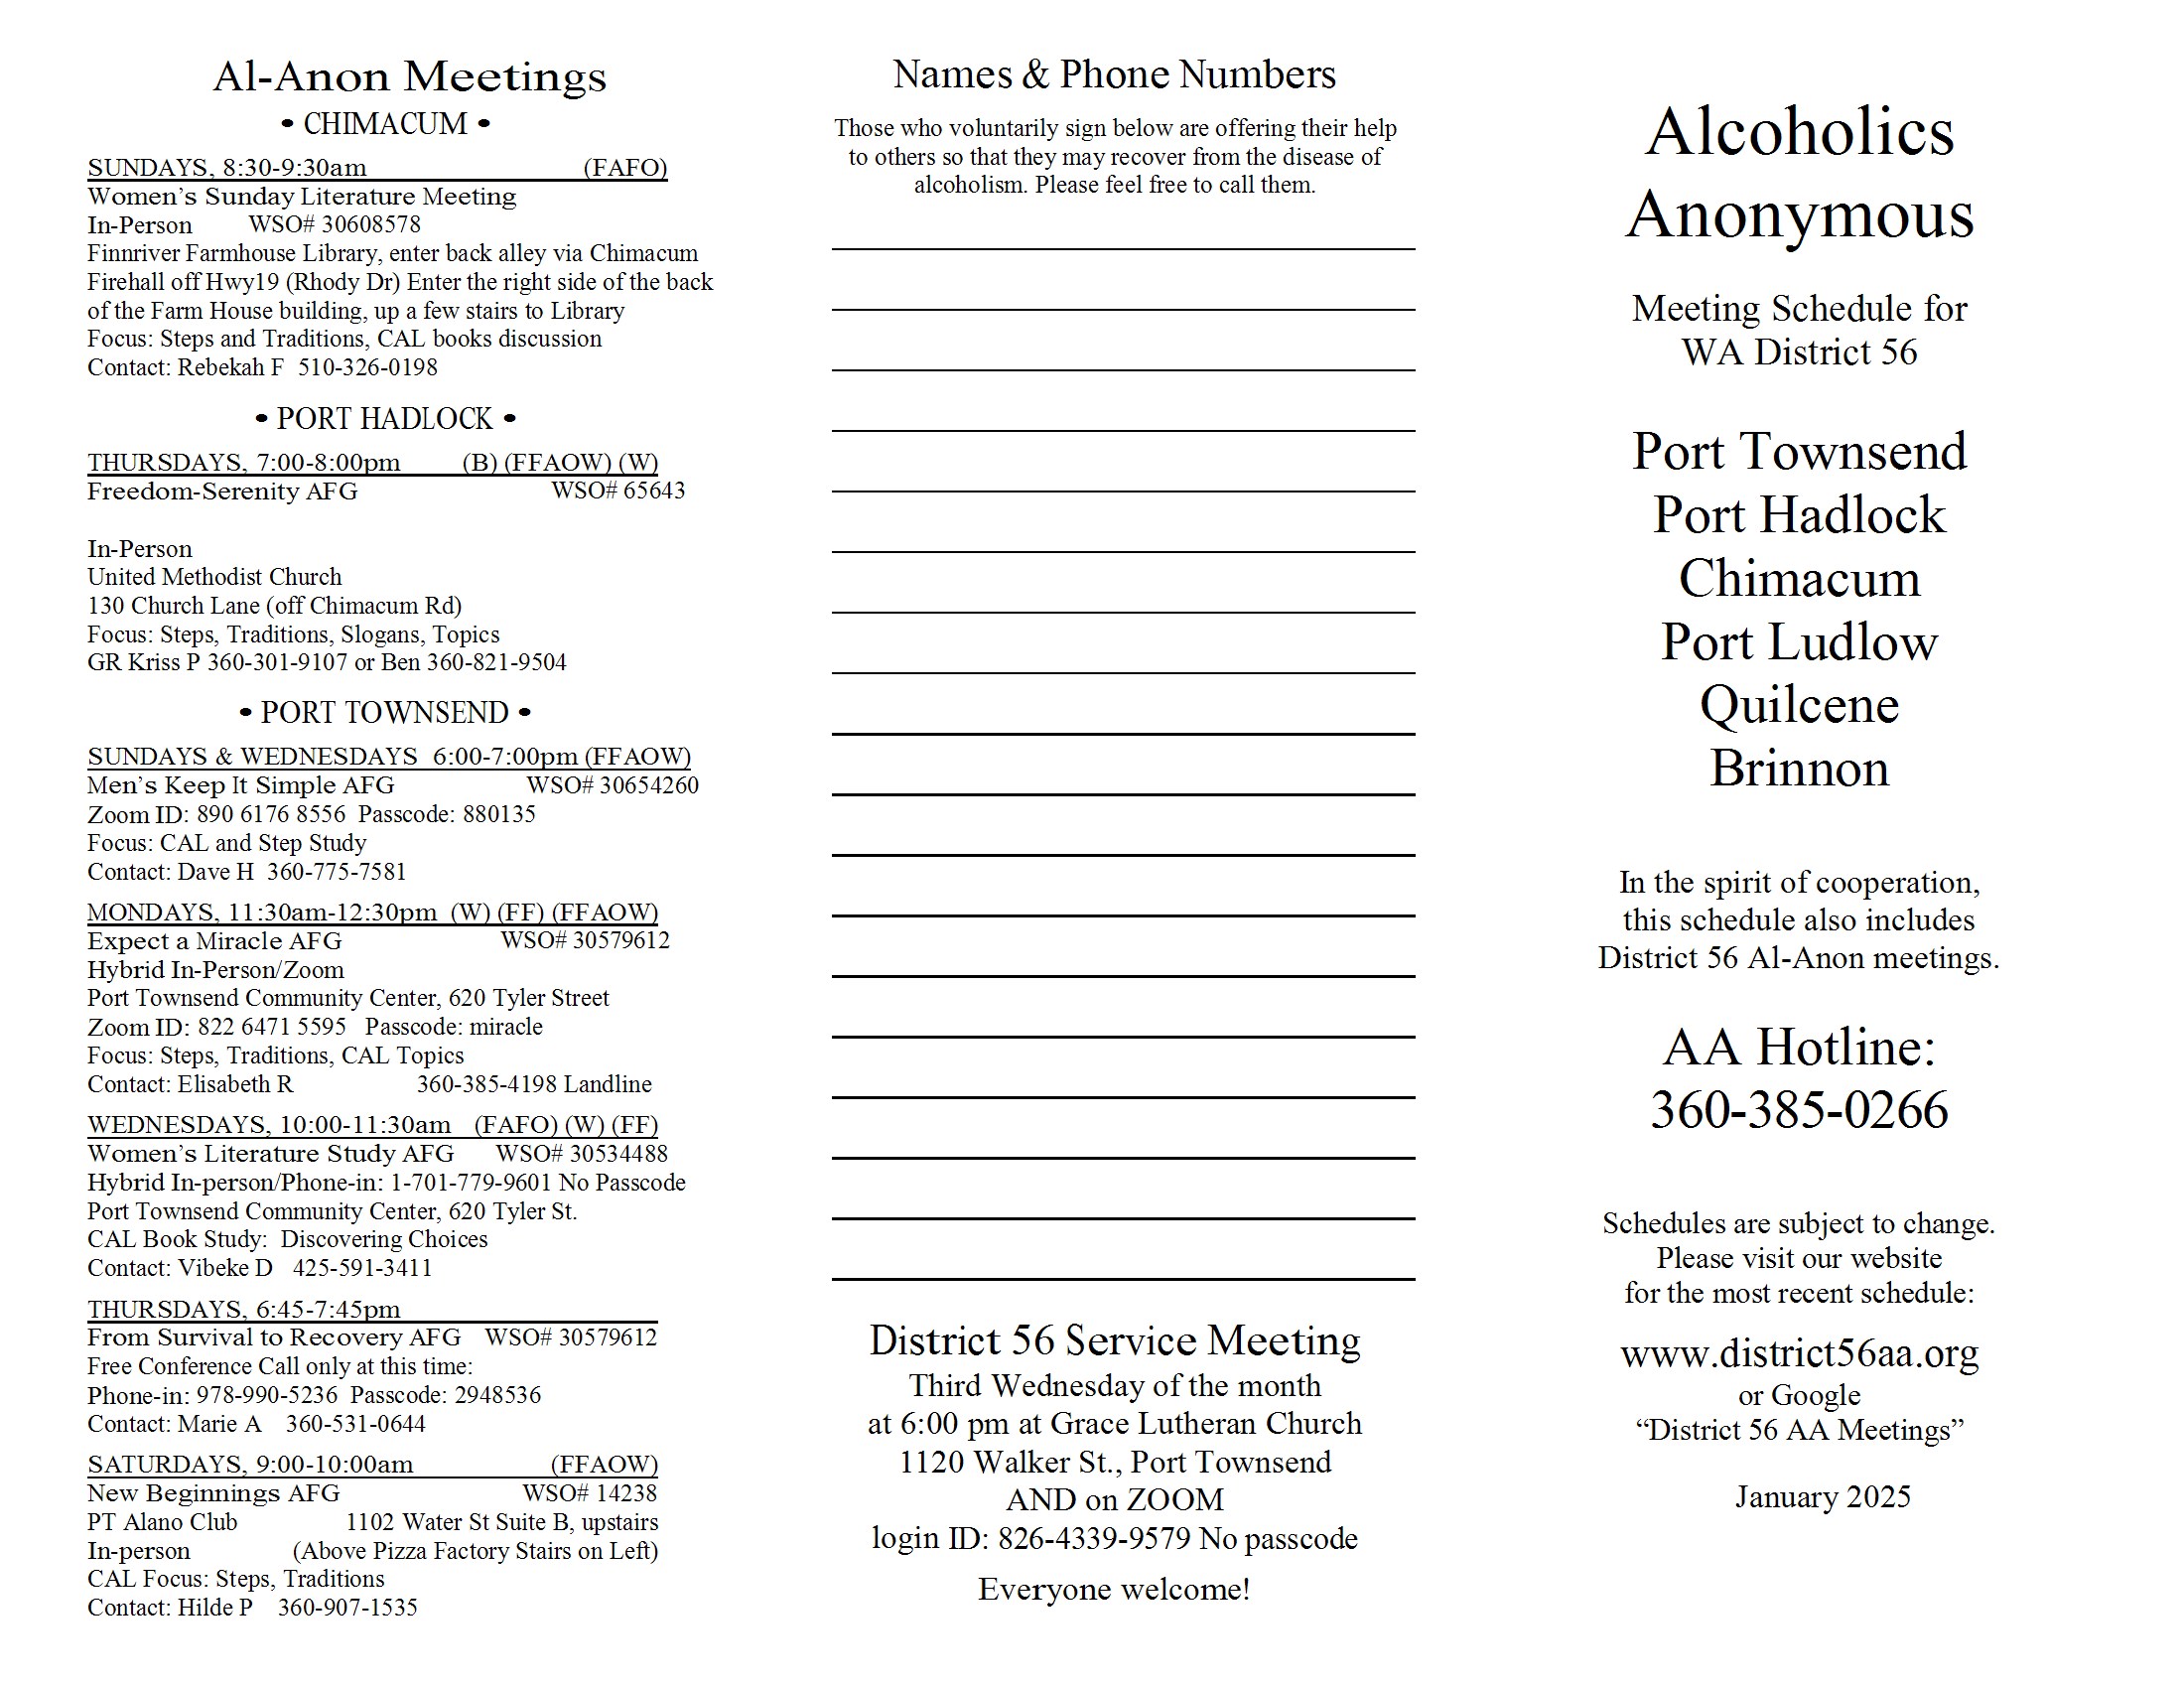 Al-Anon Meetings
• CHIMACUM •
SUNDAYS, 8:30-9:30am (FAFO)
Women's Sunday Literature Meeting
In-Person WSO# 30608578
Finnriver Farmhouse Library, enter back alley via Chimacum
Firehall off Hwy19 (Rhody Dr) Enter the right side of the back
of the Farm House building, up a few stairs to Library
Focus: Steps and Traditions, CAL books discussion
Contact: Rebekah F 510-326-0198
• PORT HADLOCK •
THURSDAYS, 7:00-8:00pm (B) (FFAOW) (W)
Freedom-Serenity AFG WSO# 65643
In-Person
United Methodist Church
130 Church Lane (off Chimacum Rd)
Focus: Steps, Traditions, Slogans, Topics
GR Kriss P 360-301-9107 or Ben 360-821-9504
• PORT TOWNSEND •
SUNDAYS & WEDNESDAYS 6:00-7:00pm (FFAOW)
Men's Keep It Simple AFG WSO# 30654260
Zoom ID: 890 6176 8556 Passcode: 880135
Focus: CAL and Step Study
Contact: Dave H 360-775-7581
MONDAYS, 11:30am-12:30pm (W) (FF) (FFAOW)
Expect a Miracle AFG WSO# 30579612
Hybrid In-Person/Zoom
Port Townsend Community Center, 620 Tyler Street
Zoom ID: 822 6471 5595 Passcode: miracle
Focus: Steps, Traditions, CAL Topics
Contact: Elisabeth R 360-385-4198 Landline
WEDNESDAYS, 10:00-11:30am (FAFO) (W) (FF)
Women's Literature Study AFG WSO# 30534488
Hybrid In-person/Phone-in: 1-701-779-9601 No Passcode
Port Townsend Community Center, 620 Tyler St.
CAL Book Study: Discovering Choices
Contact: Vibeke D 425-591-3411
THURSDAYS, 6:45-7:45pm
From Survival to Recovery AFG WSO# 30579612
Free Conference Call only at this time:
Phone-in: 978-990-5236 Passcode: 2948536
Contact: Marie A 360-531-0644
SATURDAYS, 9:00-10:00am (FFAOW)
New Beginnings AFG WSO# 14238
PT Alano Club 1102 Water St Suite B, upstairs
In-person (Above Pizza Factory Stairs on Left)
CAL Focus: Steps, Traditions
Contact: Hilde P 360-907-1535
Names & Phone Numbers
Those who voluntarily sign below are offering their help
to others so that they may recover from the disease of
alcoholism. Please feel free to call them.
District 56 Service Meeting
Third Wednesday of the month
at 6:00 pm at Grace Lutheran Church
1120 Walker St., Port Townsend
AND on ZOOM
login ID: 826-4339-9579 No passcode
Everyone welcome!
Alcoholics
Anonymous
Meeting Schedule for
WA District 56
Port Townsend
Port Hadlock
Chimacum
Port Ludlow
Quilcene
Brinnon
In the spirit of cooperation,
this schedule also includes
District 56 Al-Anon meetings.
AA Hotline:
360-385-0266
Schedules are subject to change.
Please visit our website
for the most recent schedule:
www.district56aa.org
or Google
“District 56 AA Meetings”
January 2025